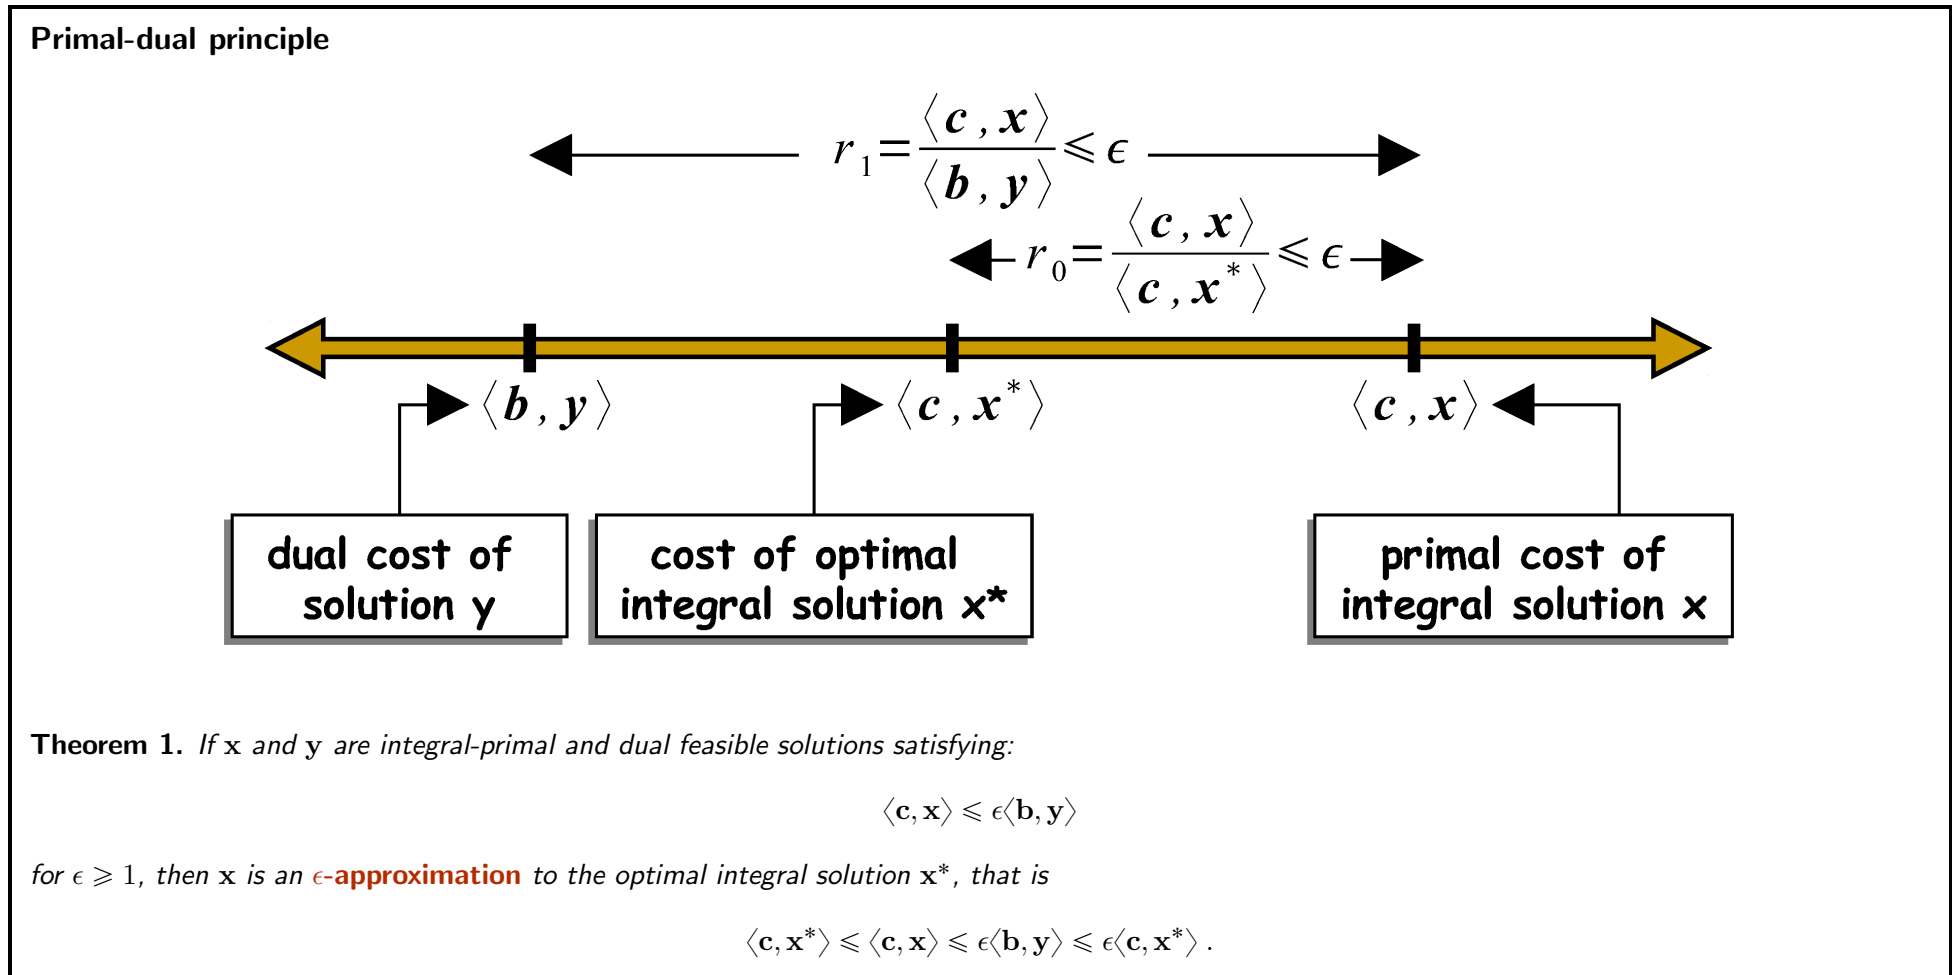 Primal-dual principle
r₁ = ⟨c, x⟩ / ⟨b, y⟩ ⩽ ϵ
r₀ = ⟨c, x⟩ / ⟨c, x*⟩ ⩽ ϵ
⟨b, y⟩ ⟨c, x*⟩ ⟨c, x⟩
dual cost of
solution y
cost of optimal
integral solution x*
primal cost of
integral solution x
Theorem 1. If x and y are integral-primal and dual feasible solutions satisfying:
⟨c, x⟩ ⩽ ϵ⟨b, y⟩
for ϵ ⩾ 1, then x is an ϵ-approximation to the optimal integral solution x*, that is
⟨c, x*⟩ ⩽ ⟨c, x⟩ ⩽ ϵ⟨b, y⟩ ⩽ ϵ⟨c, x*⟩ .